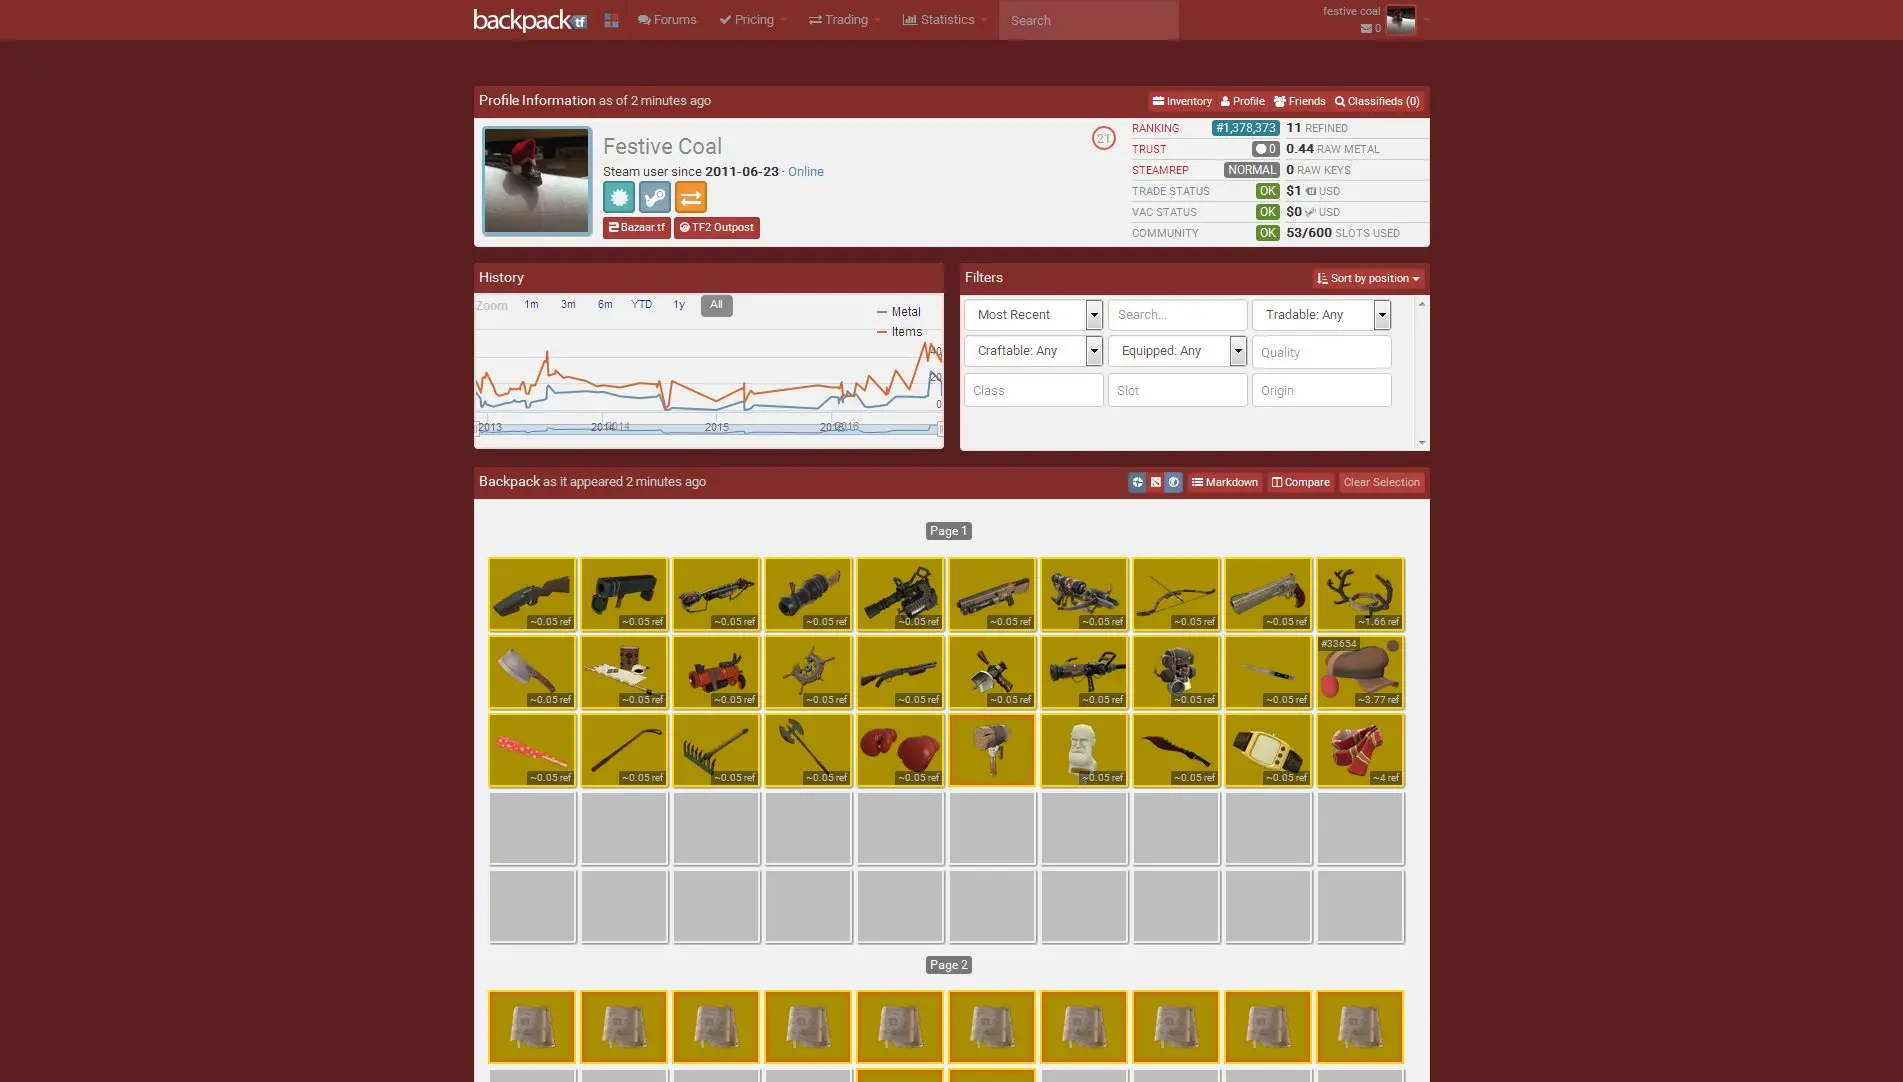 backpack.tf Forums Pricing Trading Statistics Search festive coal
0
Profile Information as of 2 minutes ago Inventory Profile Friends Classifieds (0)
Festive Coal
Steam user since 2011-06-23 · Online
Bazaar.tf TF2 Outpost
21
RANKING #1,378,373 11 REFINED
TRUST 0 0.44 RAW METAL
STEAMREP NORMAL 0 RAW KEYS
TRADE STATUS OK $1 USD
VAC STATUS OK $0 USD
COMMUNITY OK 53/600 SLOTS USED
History
Zoom 1m 3m 6m YTD 1y All
Metal
Items
40
20
0
2013 2014 2014 2015 2016 2016
Filters Sort by position
Most Recent Search... Tradable: Any
Craftable: Any Equipped: Any Quality
Class Slot Origin
Backpack as it appeared 2 minutes ago Markdown Compare Clear Selection
Page 1
~0.05 ref ~0.05 ref ~0.05 ref ~0.05 ref ~0.05 ref ~0.05 ref ~0.05 ref ~0.05 ref ~0.05 ref ~1.66 ref
#33654
~0.05 ref ~0.05 ref ~0.05 ref ~0.05 ref ~0.05 ref ~0.05 ref ~0.05 ref ~0.05 ref ~0.05 ref ~3.77 ref
~0.05 ref ~0.05 ref ~0.05 ref ~0.05 ref ~0.05 ref ~0.05 ref ~0.05 ref ~0.05 ref ~4 ref
Page 2